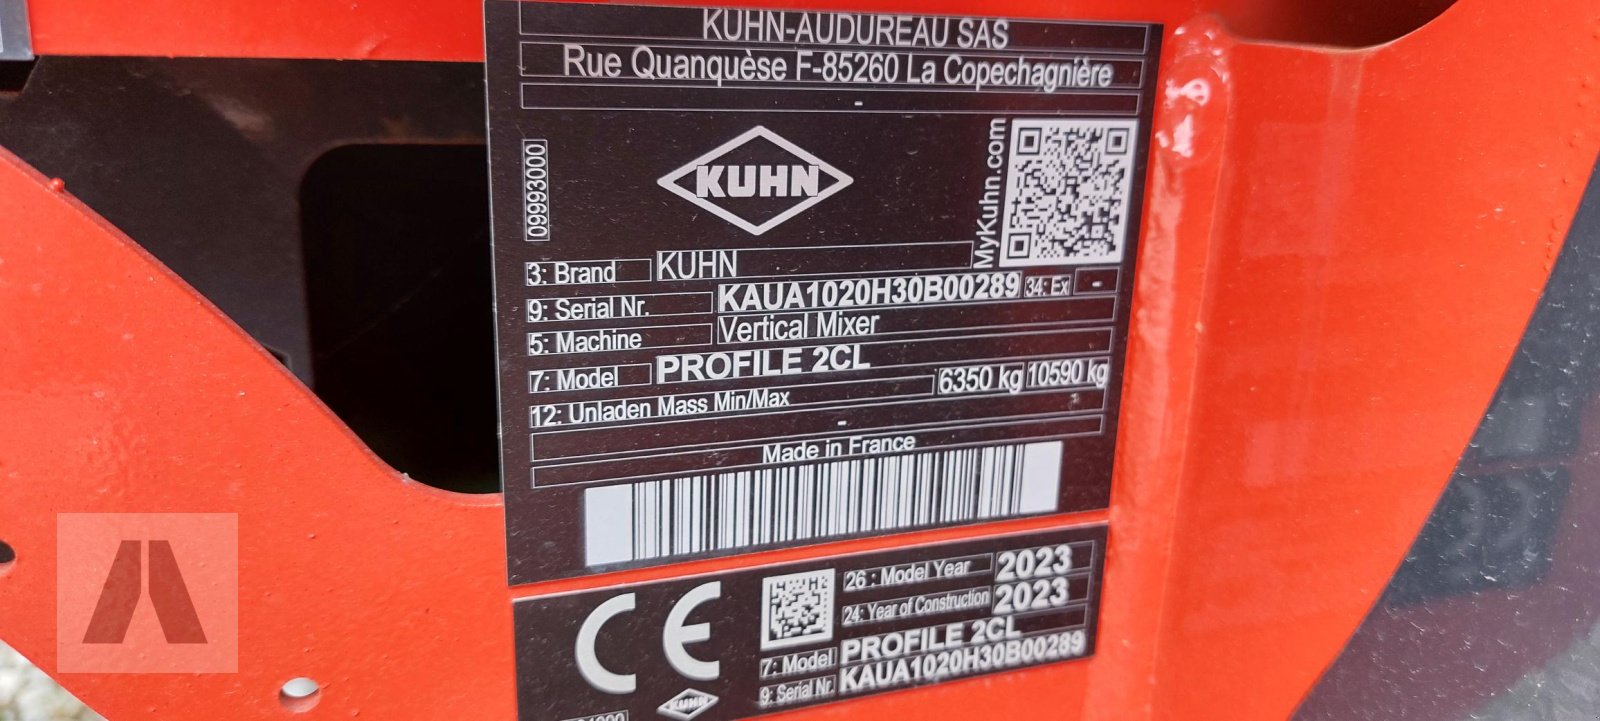 KUHN-AUDUREAU SAS
Rue Quanquèse F-85260 La Copechagnière
-
09993000
KUHN
MyKuhn.com
3: Brand KUHN
9: Serial Nr. KAUA1020H30B00289 34: Ex -
5: Machine Vertical Mixer
7: Model PROFILE 2CL
12: Unladen Mass Min/Max 6350 kg 10590 kg
-
Made in France
CE
26 : Model Year 2023
24: Year of Construction 2023
7: Model PROFILE 2CL
9: Serial Nr. KAUA1020H30B00289
KUHN